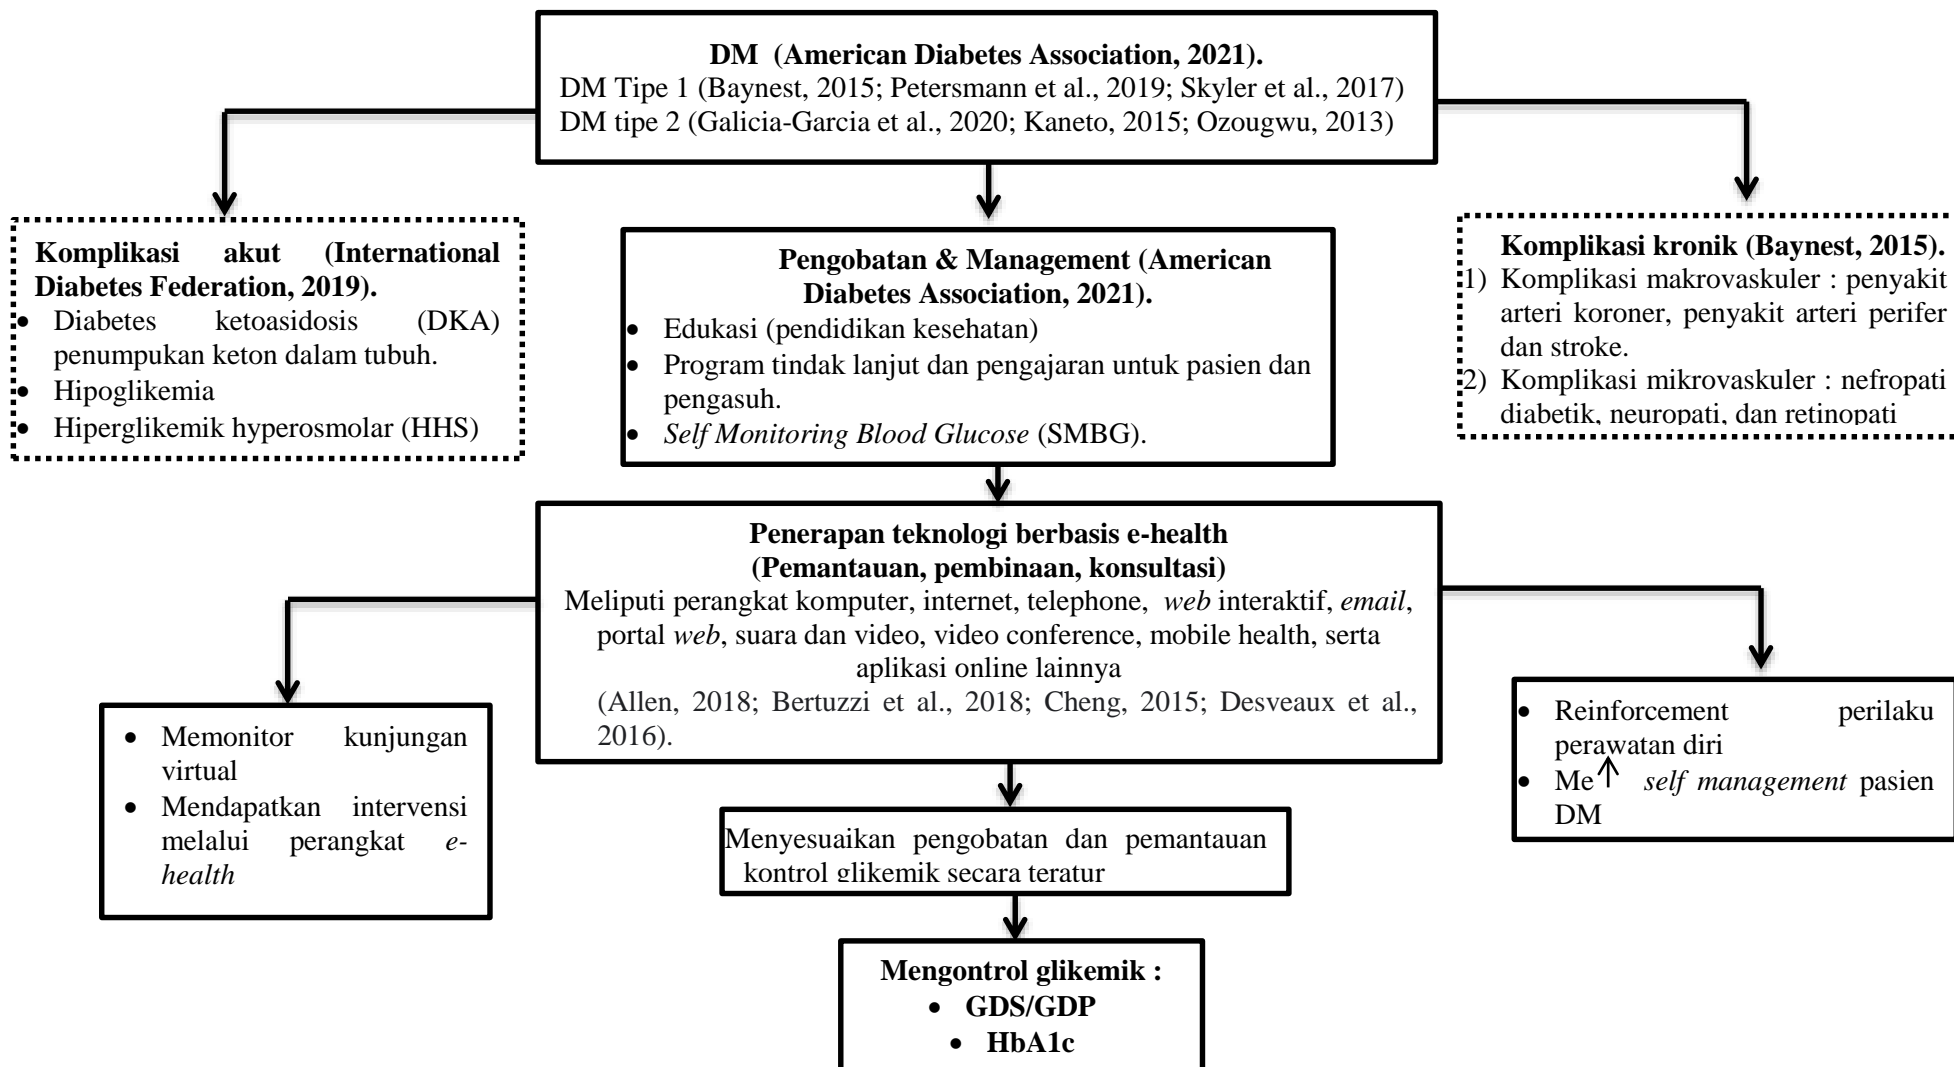 DM (American Diabetes Association, 2021).
DM Tipe 1 (Baynest, 2015; Petersmann et al., 2019; Skyler et al., 2017)
DM tipe 2 (Galicia-Garcia et al., 2020; Kaneto, 2015; Ozougwu, 2013)
Komplikasi akut (International
Diabetes Federation, 2019).
• Diabetes ketoasidosis (DKA)
penumpukan keton dalam tubuh.
• Hipoglikemia
• Hiperglikemik hyperosmolar (HHS)
Pengobatan & Management (American
Diabetes Association, 2021).
• Edukasi (pendidikan kesehatan)
• Program tindak lanjut dan pengajaran untuk pasien dan
pengasuh.
• Self Monitoring Blood Glucose (SMBG).
Komplikasi kronik (Baynest, 2015).
1) Komplikasi makrovaskuler : penyakit
arteri koroner, penyakit arteri perifer
dan stroke.
2) Komplikasi mikrovaskuler : nefropati
diabetik, neuropati, dan retinopati
Penerapan teknologi berbasis e-health
(Pemantauan, pembinaan, konsultasi)
Meliputi perangkat komputer, internet, telephone, web interaktif, email,
portal web, suara dan video, video conference, mobile health, serta
aplikasi online lainnya
(Allen, 2018; Bertuzzi et al., 2018; Cheng, 2015; Desveaux et al.,
2016).
• Memonitor kunjungan
virtual
• Mendapatkan intervensi
melalui perangkat e-
health
Menyesuaikan pengobatan dan pemantauan
kontrol glikemik secara teratur
• Reinforcement perilaku
perawatan diri
• Me↑ self management pasien
DM
Mengontrol glikemik :
• GDS/GDP
• HbA1c